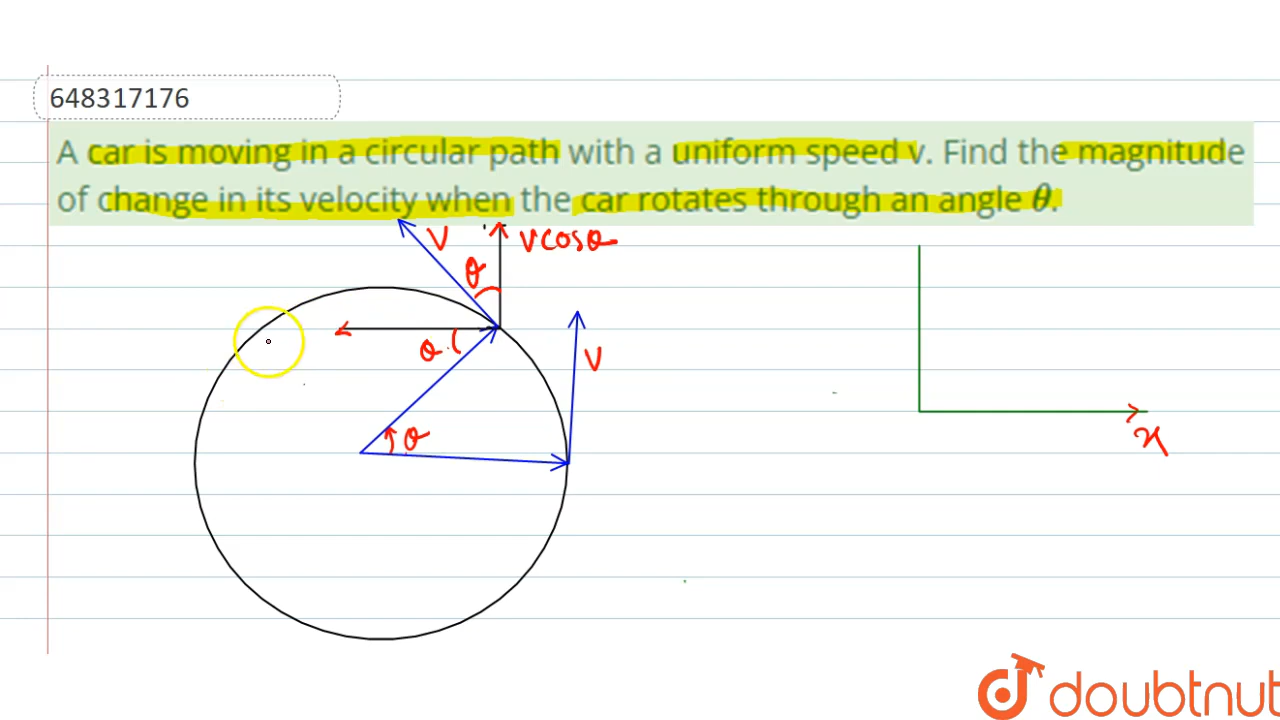 648317176
A car is moving in a circular path with a uniform speed v. Find the magnitude
of change in its velocity when the car rotates through an angle θ.
V
V cosθ
θ
θ
V
θ
x
doubtnut